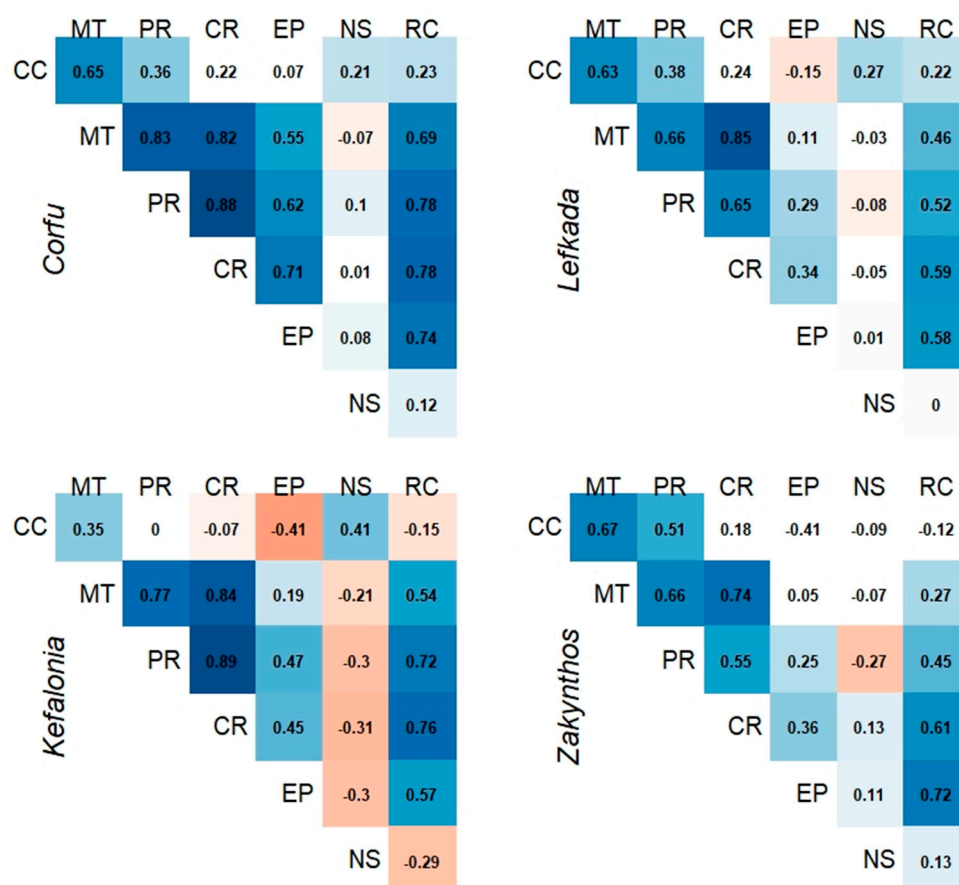 MT PR CR EP NS RC
CC 0.65 0.36 0.22 0.07 0.21 0.23
MT 0.83 0.82 0.55 -0.07 0.69
PR 0.88 0.62 0.1 0.78
CR 0.71 0.01 0.78
EP 0.08 0.74
NS 0.12
Corfu
MT PR CR EP NS RC
CC 0.63 0.38 0.24 -0.15 0.27 0.22
MT 0.66 0.85 0.11 -0.03 0.46
PR 0.65 0.29 -0.08 0.52
CR 0.34 -0.05 0.59
EP 0.01 0.58
NS 0
Lefkada
MT PR CR EP NS RC
CC 0.35 0 -0.07 -0.41 0.41 -0.15
MT 0.77 0.84 0.19 -0.21 0.54
PR 0.89 0.47 -0.3 0.72
CR 0.45 -0.31 0.76
EP -0.3 0.57
NS -0.29
Kefalonia
MT PR CR EP NS RC
CC 0.67 0.51 0.18 -0.41 -0.09 -0.12
MT 0.66 0.74 0.05 -0.07 0.27
PR 0.55 0.25 -0.27 0.45
CR 0.36 0.13 0.61
EP 0.11 0.72
NS 0.13
Zakynthos